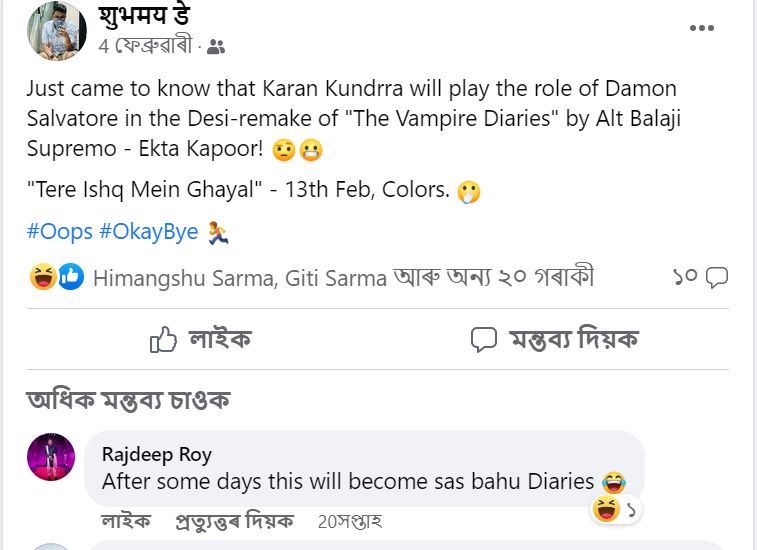 शुभमय डे
4 ফেব্ৰুৱাৰী ·
Just came to know that Karan Kundrra will play the role of Damon
Salvatore in the Desi-remake of "The Vampire Diaries" by Alt Balaji
Supremo - Ekta Kapoor! 🤨😬
"Tere Ishq Mein Ghayal" - 13th Feb, Colors. 🫢
#Oops #OkayBye 🏃
Himangshu Sarma, Giti Sarma আৰু অন্য ২০ গৰাকী ১০
লাইক মন্তব্য দিয়ক
অধিক মন্তব্য চাওক
Rajdeep Roy
After some days this will become sas bahu Diaries 😂
১
লাইক প্ৰত্যুত্তৰ দিয়ক 20সপ্তাহ